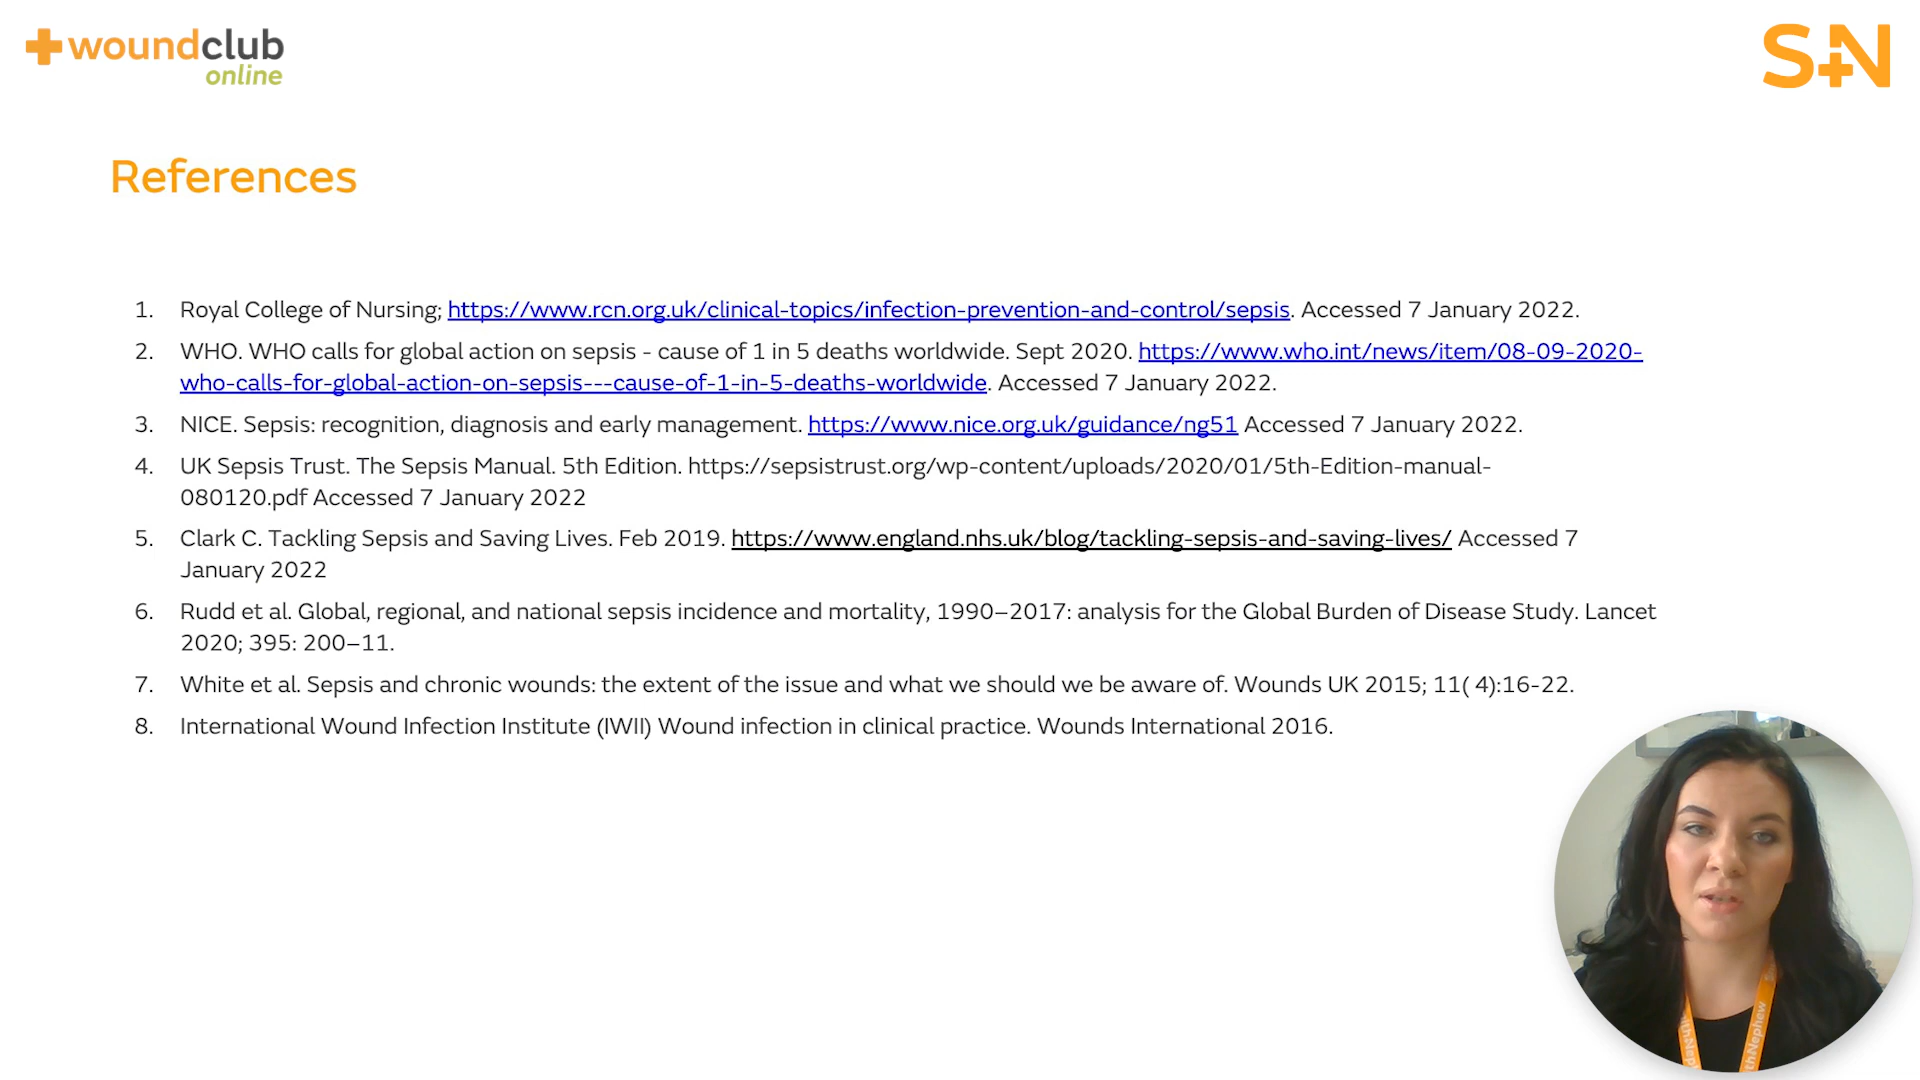 woundclub
online
S+N
References
1. Royal College of Nursing; https://www.rcn.org.uk/clinical-topics/infection-prevention-and-control/sepsis. Accessed 7 January 2022.
2. WHO. WHO calls for global action on sepsis - cause of 1 in 5 deaths worldwide. Sept 2020. https://www.who.int/news/item/08-09-2020-
who-calls-for-global-action-on-sepsis---cause-of-1-in-5-deaths-worldwide. Accessed 7 January 2022.
3. NICE. Sepsis: recognition, diagnosis and early management. https://www.nice.org.uk/guidance/ng51 Accessed 7 January 2022.
4. UK Sepsis Trust. The Sepsis Manual. 5th Edition. https://sepsistrust.org/wp-content/uploads/2020/01/5th-Edition-manual-
080120.pdf Accessed 7 January 2022
5. Clark C. Tackling Sepsis and Saving Lives. Feb 2019. https://www.england.nhs.uk/blog/tackling-sepsis-and-saving-lives/ Accessed 7
January 2022
6. Rudd et al. Global, regional, and national sepsis incidence and mortality, 1990–2017: analysis for the Global Burden of Disease Study. Lancet
2020; 395: 200–11.
7. White et al. Sepsis and chronic wounds: the extent of the issue and what we should we be aware of. Wounds UK 2015; 11( 4):16-22.
8. International Wound Infection Institute (IWII) Wound infection in clinical practice. Wounds International 2016.
thNephew